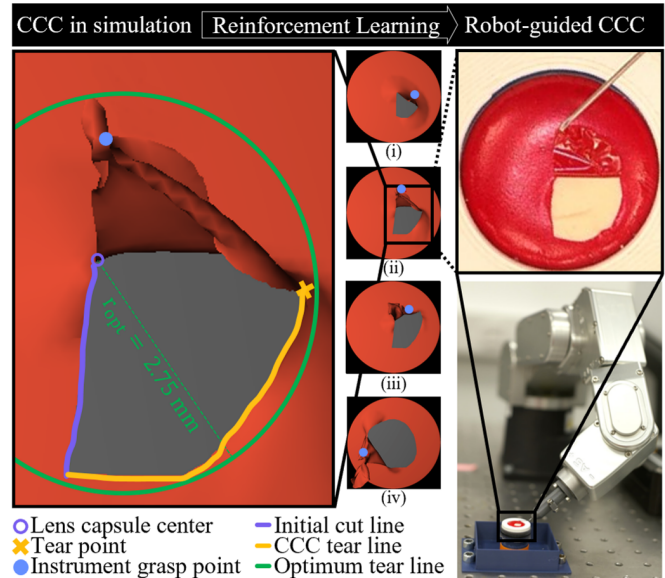 CCC in simulation Reinforcement Learning Robot-guided CCC
(i)
(ii)
(iii)
(iv)
r_opt = 2.75 mm
Lens capsule center
Initial cut line
Tear point
CCC tear line
Instrument grasp point
Optimum tear line